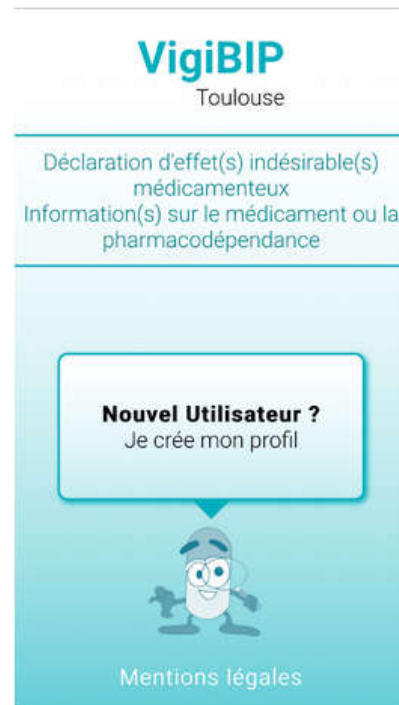 VigiBIP
Toulouse
Déclaration d'effet(s) indésirable(s)
médicamenteux
Information(s) sur le médicament ou la
pharmacodépendance
Nouvel Utilisateur ?
Je crée mon profil
Mentions légales